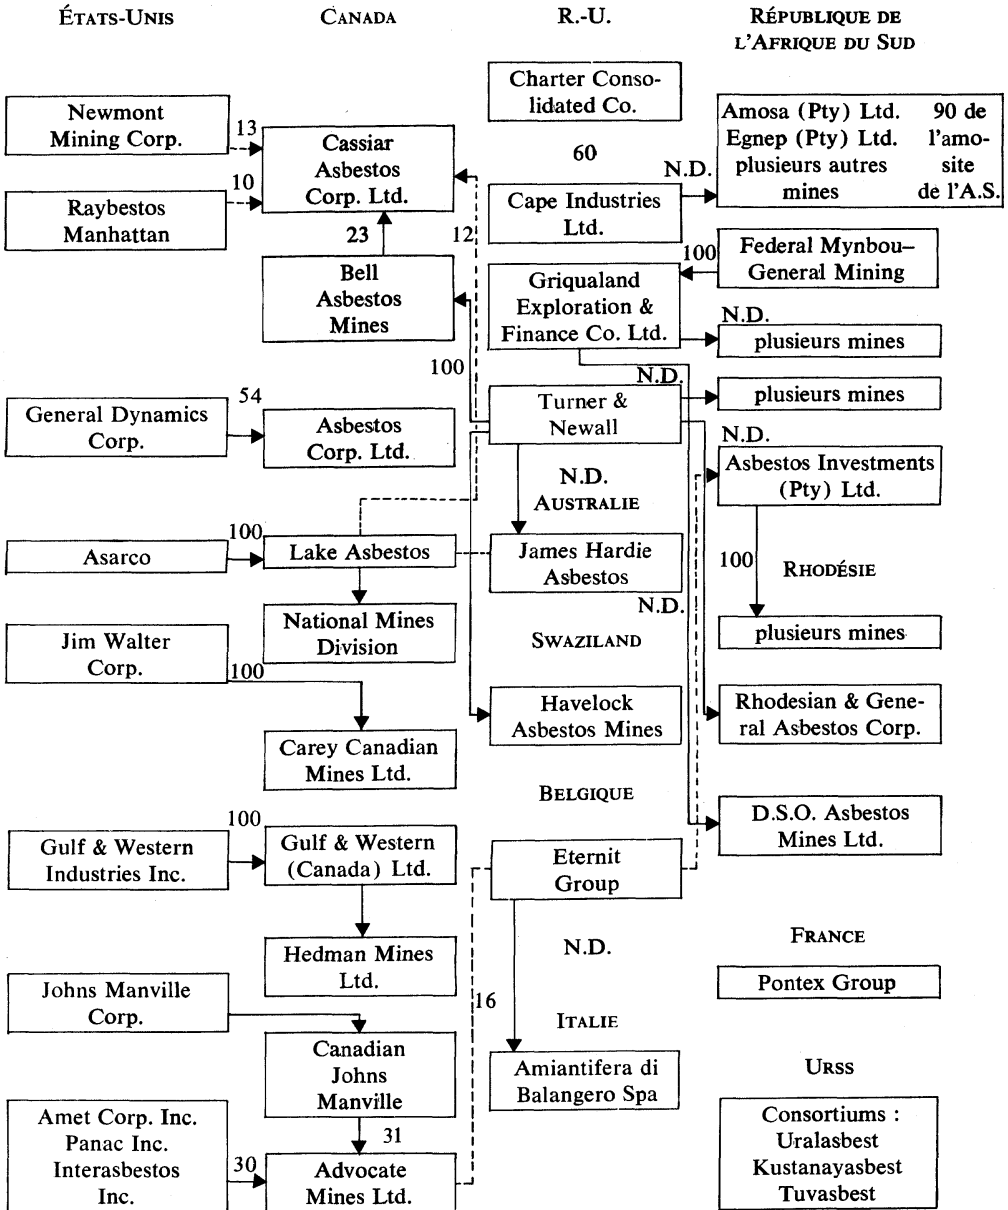 ÉTATS-UNIS
CANADA
R.-U.
RÉPUBLIQUE DE
L'AFRIQUE DU SUD
Newmont
Mining Corp.
13
Raybestos
Manhattan
10
Cassiar
Asbestos
Corp. Ltd.
23
12
Bell
Asbestos
Mines
100
General Dynamics
Corp.
54
Asbestos
Corp. Ltd.
Asarco
100
Lake Asbestos
National Mines
Division
Jim Walter
Corp.
100
Carey Canadian
Mines Ltd.
Gulf & Western
Industries Inc.
100
Gulf & Western
(Canada) Ltd.
Hedman Mines
Ltd.
Johns Manville
Corp.
Canadian
Johns
Manville
31
Amet Corp. Inc.
Panac Inc.
Interasbestos
Inc.
30
Advocate
Mines Ltd.
16
Charter Conso-
lidated Co.
60
Cape Industries
Ltd.
N.D.
Griqualand
Exploration &
Finance Co. Ltd.
100
N.D.
Turner &
Newall
N.D.
N.D.
AUSTRALIE
James Hardie
Asbestos
N.D.
SWAZILAND
Havelock
Asbestos Mines
BELGIQUE
Eternit
Group
N.D.
ITALIE
Amiantifera di
Balangero Spa
Amosa (Pty) Ltd. 90 de
Egnep (Pty) Ltd. l'amo-
plusieurs autres site
mines de l'A.S.
Federal Mynbou–
General Mining
plusieurs mines
plusieurs mines
N.D.
Asbestos Investments
(Pty) Ltd.
100
RHODÉSIE
plusieurs mines
Rhodesian & Gene-
ral Asbestos Corp.
D.S.O. Asbestos
Mines Ltd.
FRANCE
Pontex Group
URSS
Consortiums :
Uralasbest
Kustanayasbest
Tuvasbest